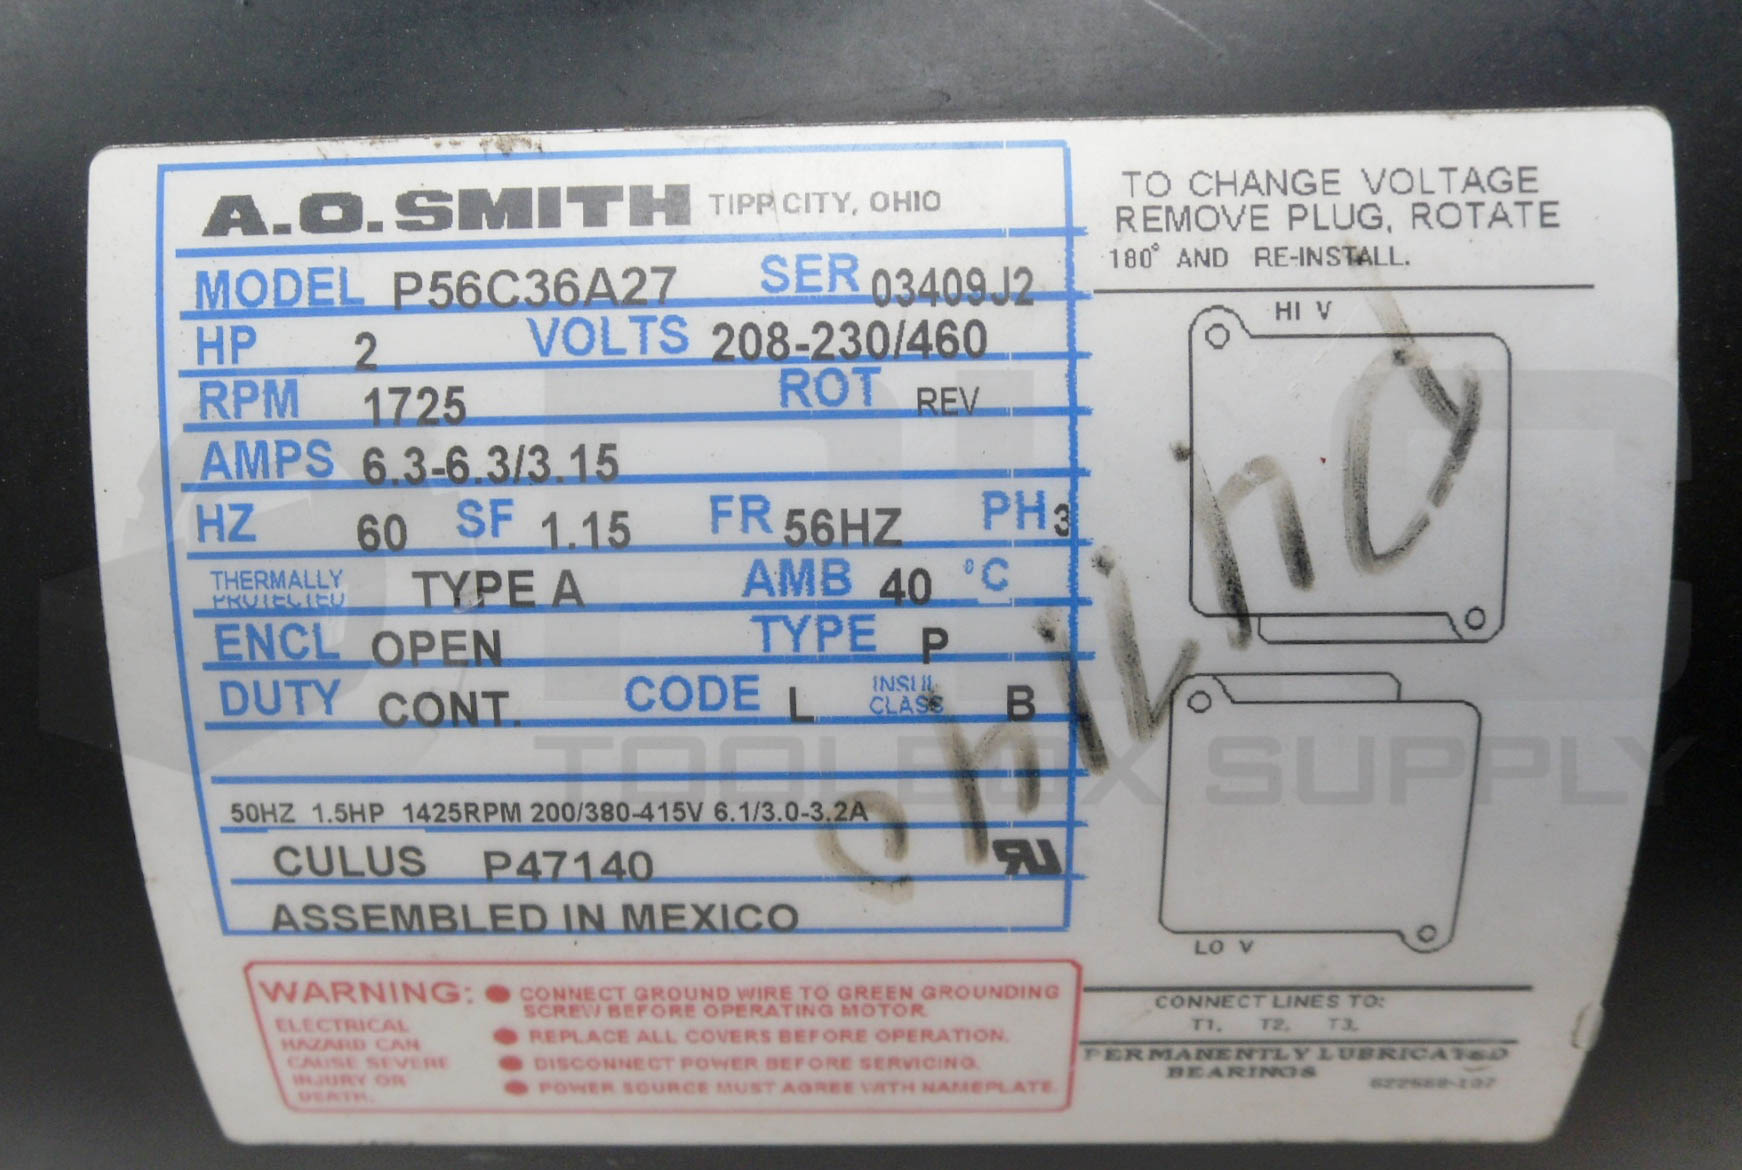 A.O.SMITH TIPP CITY, OHIO
MODEL P56C36A27 SER 03409J2
HP 2 VOLTS 208-230/460
RPM 1725 ROT REV
AMPS 6.3-6.3/3.15
HZ 60 SF 1.15 FR 56HZ PH 3
THERMALLY PROTECTED TYPE A AMB 40 °C
ENCL OPEN TYPE P
DUTY CONT. CODE L INSUL CLASS B
50HZ 1.5HP 1425RPM 200/380-415V 6.1/3.0-3.2A
CULUS P47140 RU
ASSEMBLED IN MEXICO
WARNING:
ELECTRICAL
HAZARD CAN
CAUSE SEVERE
INJURY OR
DEATH.
● CONNECT GROUND WIRE TO GREEN GROUNDING
SCREW BEFORE OPERATING MOTOR
● REPLACE ALL COVERS BEFORE OPERATION.
● DISCONNECT POWER BEFORE SERVICING.
● POWER SOURCE MUST AGREE WITH NAMEPLATE.
TO CHANGE VOLTAGE
REMOVE PLUG, ROTATE
180° AND RE-INSTALL.
HI V
LO V
CONNECT LINES TO:
T1, T2, T3,
PERMANENTLY LUBRICATED
BEARINGS
TOOLBOX SUPPLY